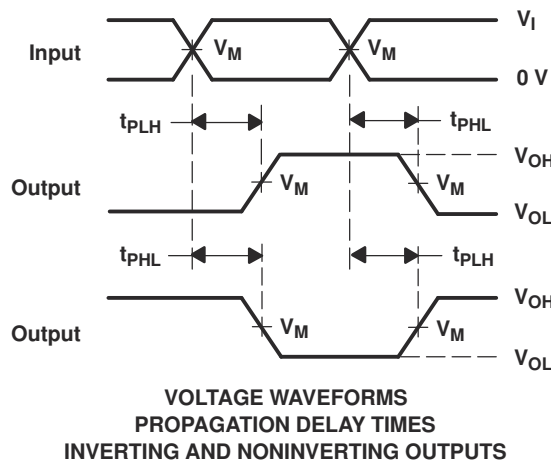 V_I
Input V_M V_M
0 V
t_PLH t_PHL
V_OH
Output V_M V_M
V_OL
t_PHL t_PLH
V_OH
Output V_M V_M
V_OL
VOLTAGE WAVEFORMS
PROPAGATION DELAY TIMES
INVERTING AND NONINVERTING OUTPUTS